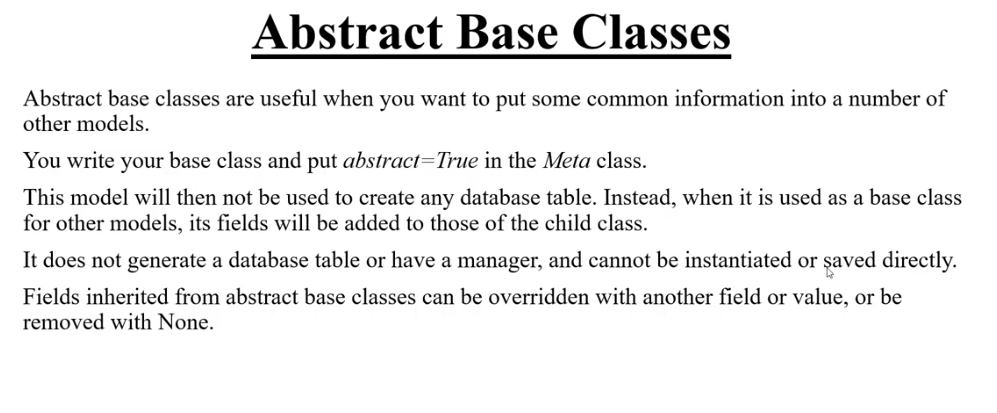 Abstract Base Classes
Abstract base classes are useful when you want to put some common information into a number of
other models.
You write your base class and put abstract=True in the Meta class.
This model will then not be used to create any database table. Instead, when it is used as a base class
for other models, its fields will be added to those of the child class.
It does not generate a database table or have a manager, and cannot be instantiated or saved directly.
Fields inherited from abstract base classes can be overridden with another field or value, or be
removed with None.